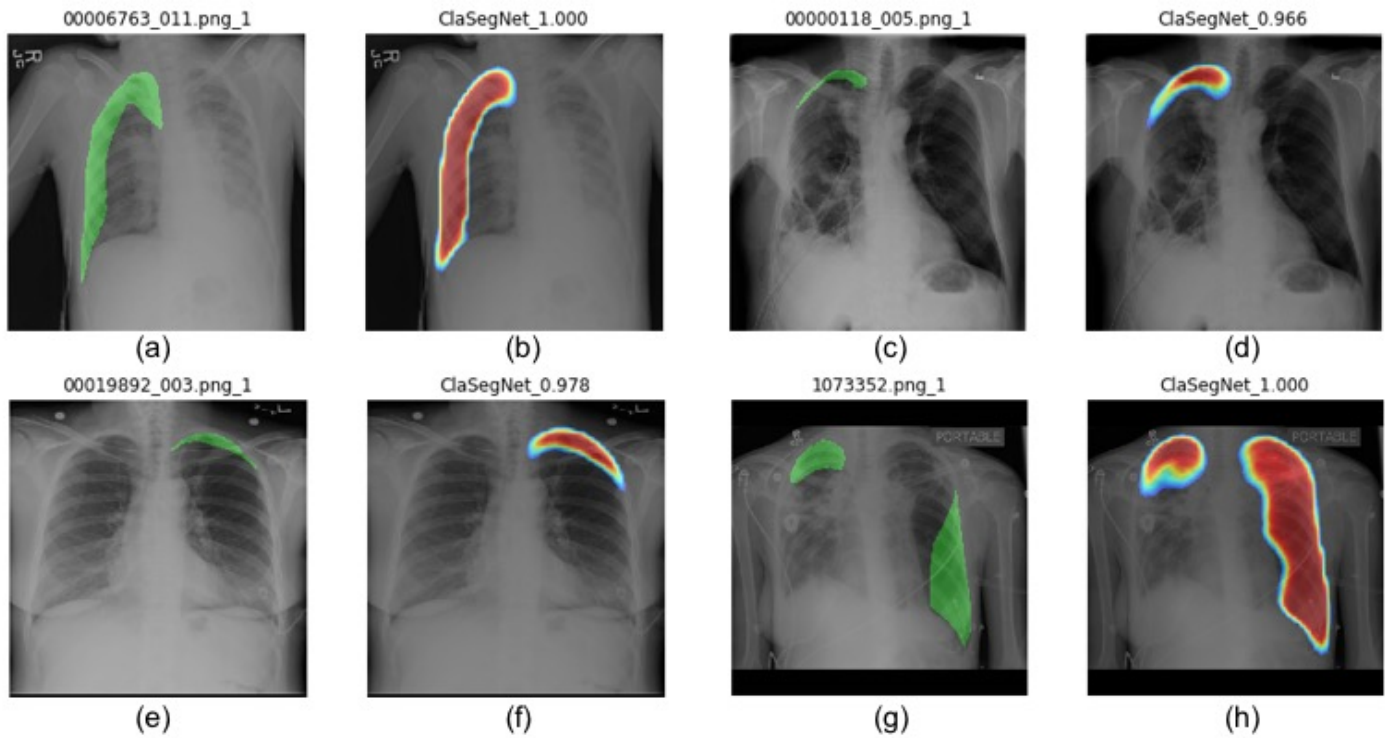 00006763_011.png_1
ClaSegNet_1.000
00000118_005.png_1
ClaSegNet_0.966
(a)
(b)
(c)
(d)
00019892_003.png_1
ClaSegNet_0.978
1073352.png_1
ClaSegNet_1.000
PORTABLE
PORTABLE
(e)
(f)
(g)
(h)